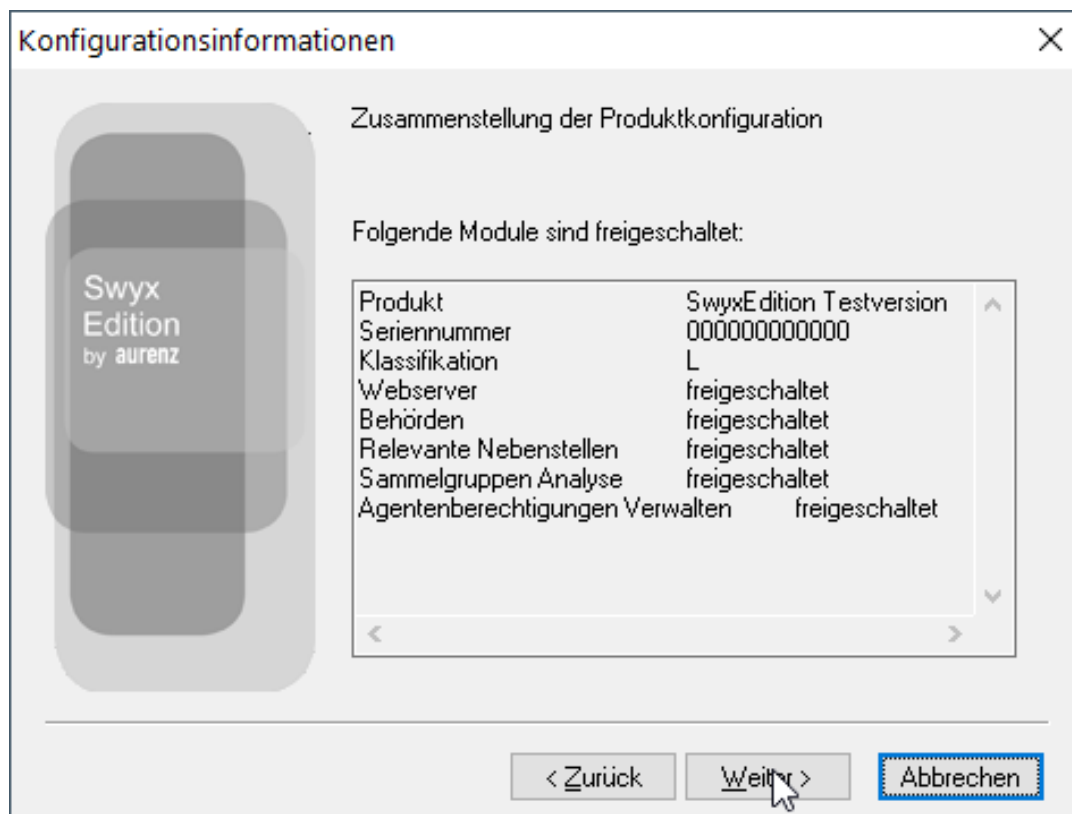 Konfigurationsinformationen
Zusammenstellung der Produktkonfiguration
Folgende Module sind freigeschaltet:
Swyx
Edition
by aurenz
Produkt SwyxEdition Testversion
Seriennummer 000000000000
Klassifikation L
Webserver freigeschaltet
Behörden freigeschaltet
Relevante Nebenstellen freigeschaltet
Sammelgruppen Analyse freigeschaltet
Agentenberechtigungen Verwalten freigeschaltet
< Zurück Weiter > Abbrechen